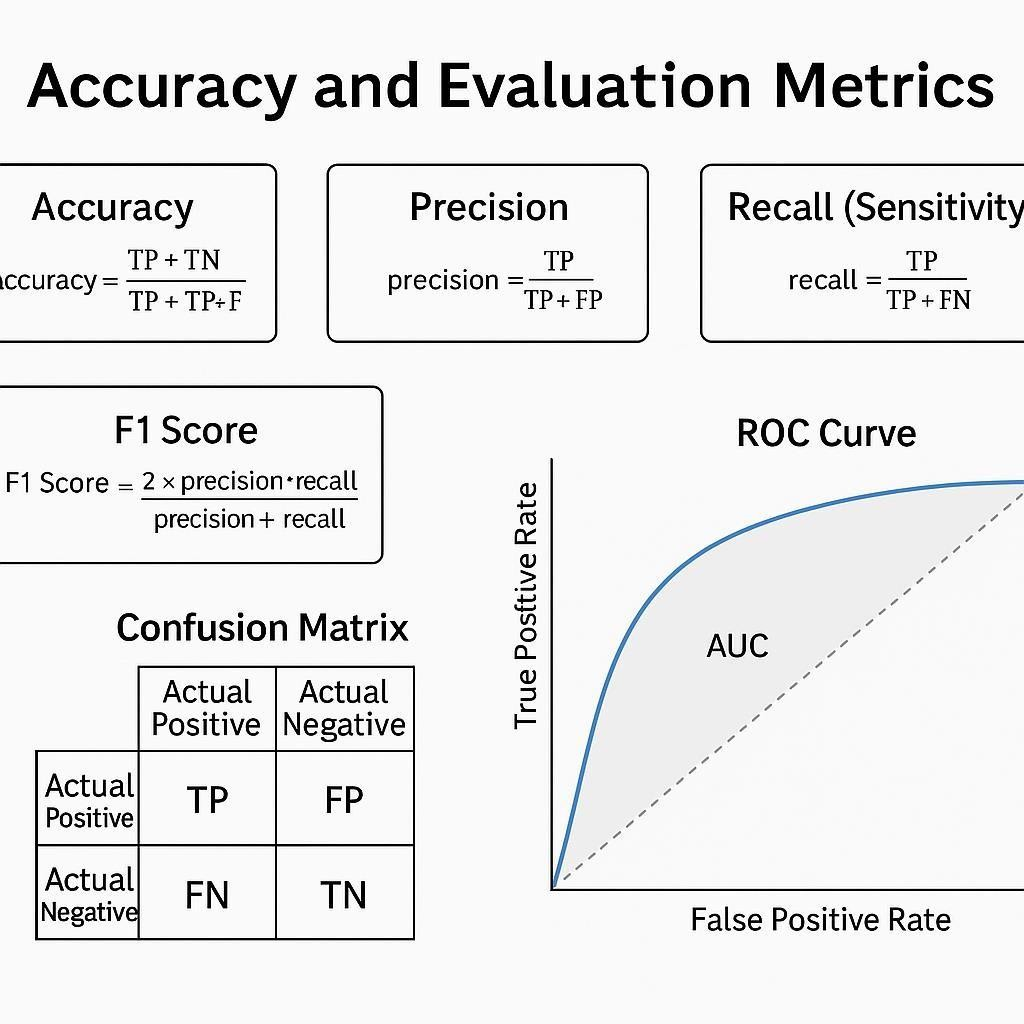 Accuracy and Evaluation Metrics
Accuracy
accuracy = TP + TN
TP + TP÷F
Precision
precision = TP
TP + FP
Recall (Sensitivity
recall = TP
TP + FN
F1 Score
F1 Score = 2 × precision·recall
precision + recall
ROC Curve
True Positive Rate
AUC
False Positive Rate
Confusion Matrix
Actual Positive
Actual Negative
Actual Positive
TP
FP
Actual Negative
FN
TN